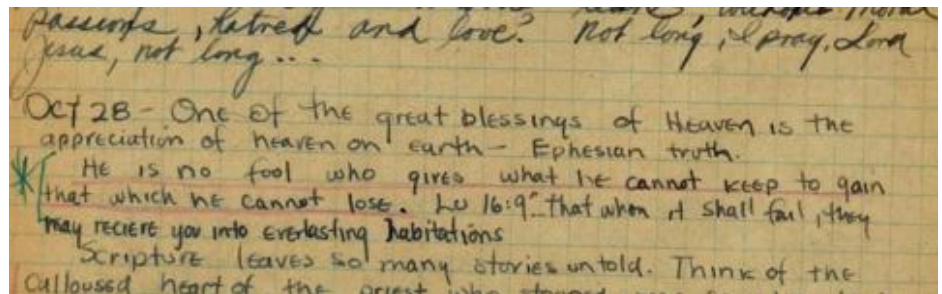 passions, hatred and love? Not long, I pray, Lord
Jesus, not long...
Oct 28 - One of the great blessings of Heaven is the
appreciation of heaven on earth - Ephesian truth.
He is no fool who gives what he cannot keep to gain
that which he cannot lose. Lu 16:9 "that when it shall fail, they
may reciere you into everlasting habitations
Scripture leaves so many stories untold. Think of the
calloused heart of the priest who